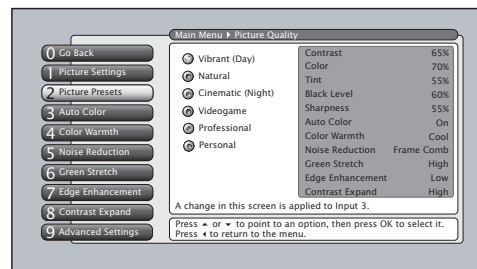 Main Menu ▶ Picture Quality
0 Go Back
1 Picture Settings
2 Picture Presets
3 Auto Color
4 Color Warmth
5 Noise Reduction
6 Green Stretch
7 Edge Enhancement
8 Contrast Expand
9 Advanced Settings
Vibrant (Day)
Natural
Cinematic (Night)
Videogame
Professional
Personal
Contrast 65%
Color 70%
Tint 55%
Black Level 60%
Sharpness 55%
Auto Color On
Color Warmth Cool
Noise Reduction Frame Comb
Green Stretch High
Edge Enhancement Low
Contrast Expand High
A change in this screen is applied to Input 3.
Press ▲ or ▼ to point to an option, then press OK to select it.
Press ◀ to return to the menu.